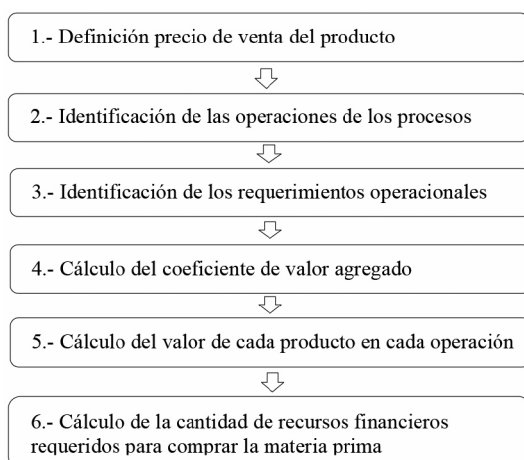 1.- Definición precio de venta del producto
2.- Identificación de las operaciones de los procesos
3.- Identificación de los requerimientos operacionales
4.- Cálculo del coeficiente de valor agregado
5.- Cálculo del valor de cada producto en cada operación
6.- Cálculo de la cantidad de recursos financieros
requeridos para comprar la materia prima